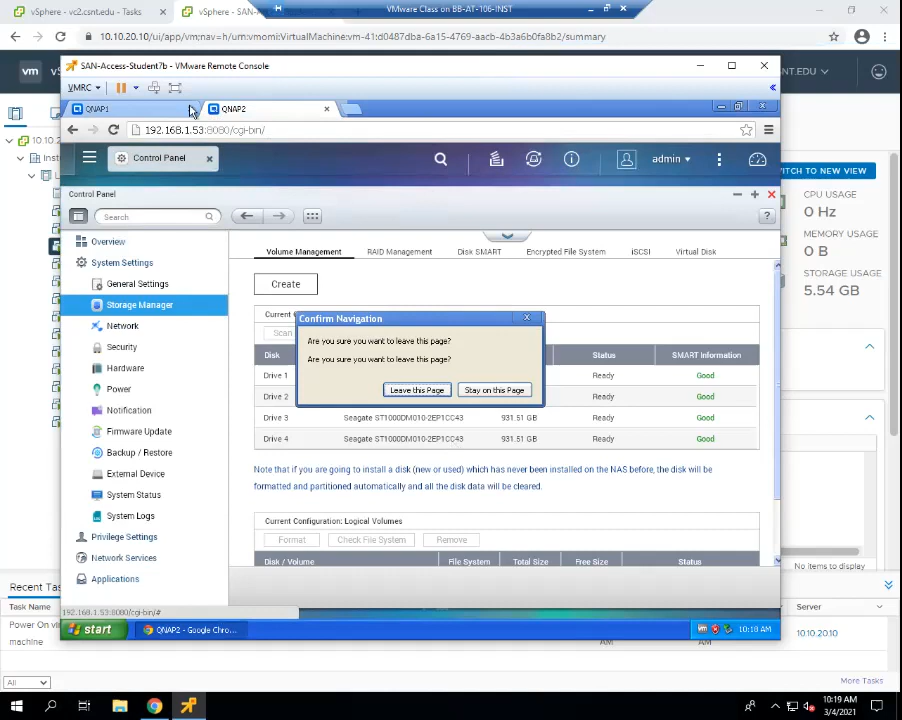 vSphere - vc2.csnt.edu - Tasks
vSphere - SAN-
VMware Class on BB-AT-106-INST
10.10.20.10/ui/app/vm;nav=h/urn:vmomi:VirtualMachine:vm-41:d0487dba-6a15-4769-aacb-4b3a6b0fa8b2/summary
vm
NT.EDU
SAN-Access-Student7b - VMware Remote Console
VMRC
QNAP1
QNAP2
192.168.1.53:8080/cgi-bin/
Control Panel
admin
Control Panel
Search
SWITCH TO NEW VIEW
CPU USAGE
0 Hz
MEMORY USAGE
0 B
STORAGE USAGE
5.54 GB
10.10.2
Inst
Overview
System Settings
General Settings
Storage Manager
Network
Security
Hardware
Power
Notification
Firmware Update
Backup / Restore
External Device
System Status
System Logs
Privilege Settings
Network Services
Applications
Volume Management
RAID Management
Disk SMART
Encrypted File System
iSCSI
Virtual Disk
Create
Current
Scan
Disk
Status
SMART Information
Drive 1
Ready
Good
Drive 2
Ready
Good
Drive 3
Seagate ST1000DM010-2EP1CC43
931.51 GB
Ready
Good
Drive 4
Seagate ST1000DM010-2EP1CC43
931.51 GB
Ready
Good
Confirm Navigation
Are you sure you want to leave this page?
Are you sure you want to leave this page?
Leave this Page
Stay on this Page
Note that if you are going to install a disk (new or used) which has never been installed on the NAS before, the disk will be
formatted and partitioned automatically and all the disk data will be cleared.
Current Configuration: Logical Volumes
Format
Check File System
Remove
Disk / Volume
File System
Total Size
Free Size
Status
192.168.1.53:8080/cgi-bin/#
start
QNAP2 - Google Chro...
10:18 AM
No items to display
Recent Tas
Task Name
Server
Power On vir
machine
AM
AM
10.10.20.10
All
More Tasks
10:19 AM
3/4/2021